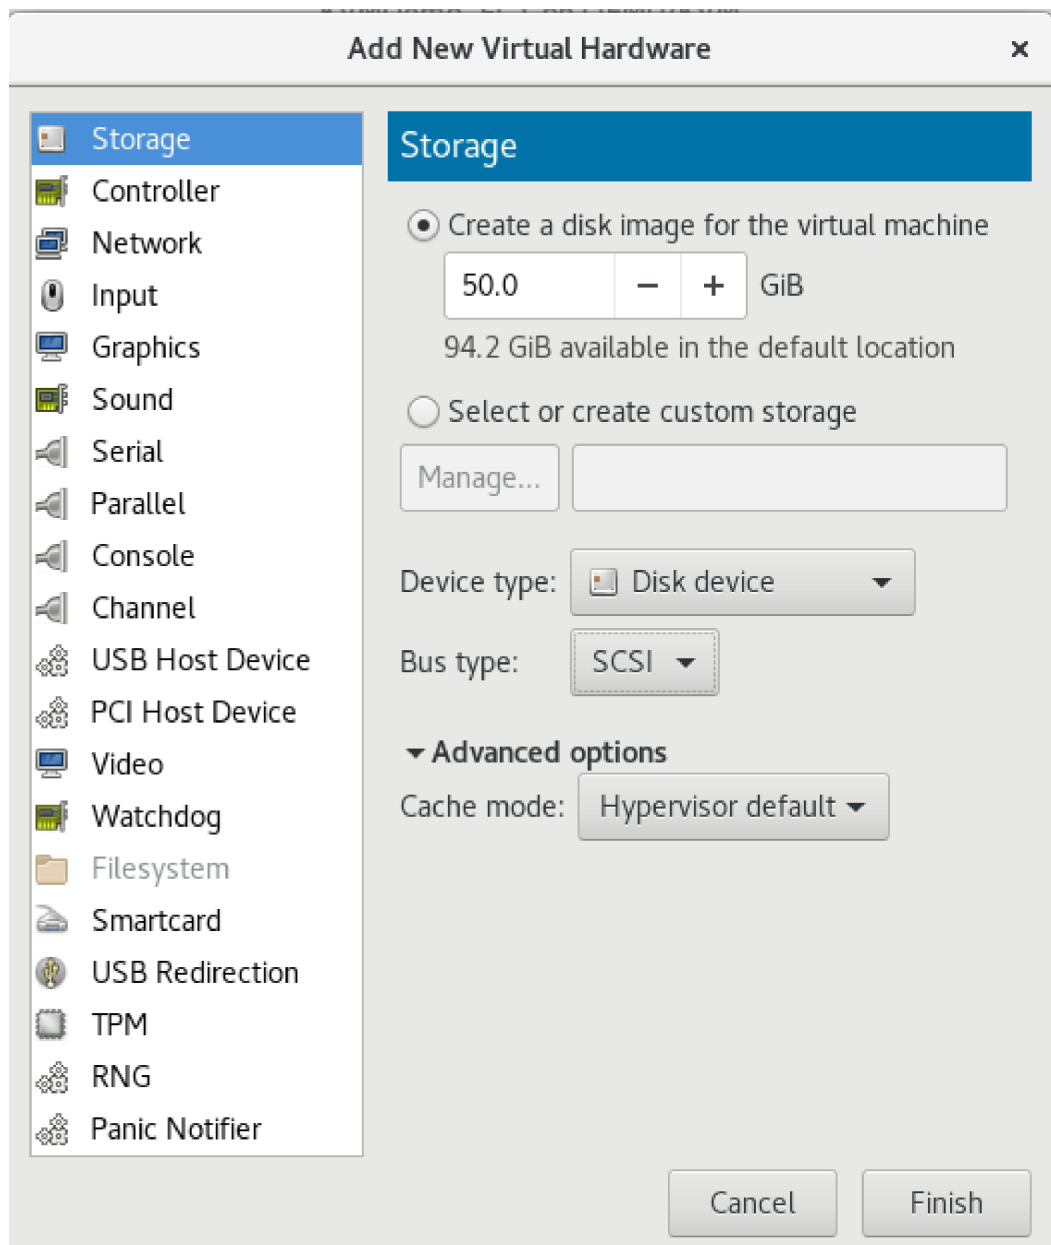 Add New Virtual Hardware
Storage
Controller
Network
Input
Graphics
Sound
Serial
Parallel
Console
Channel
USB Host Device
PCI Host Device
Video
Watchdog
Filesystem
Smartcard
USB Redirection
TPM
RNG
Panic Notifier
Storage
Create a disk image for the virtual machine
50.0 − + GiB
94.2 GiB available in the default location
Select or create custom storage
Manage...
Device type: Disk device
Bus type: SCSI
Advanced options
Cache mode: Hypervisor default
Cancel Finish